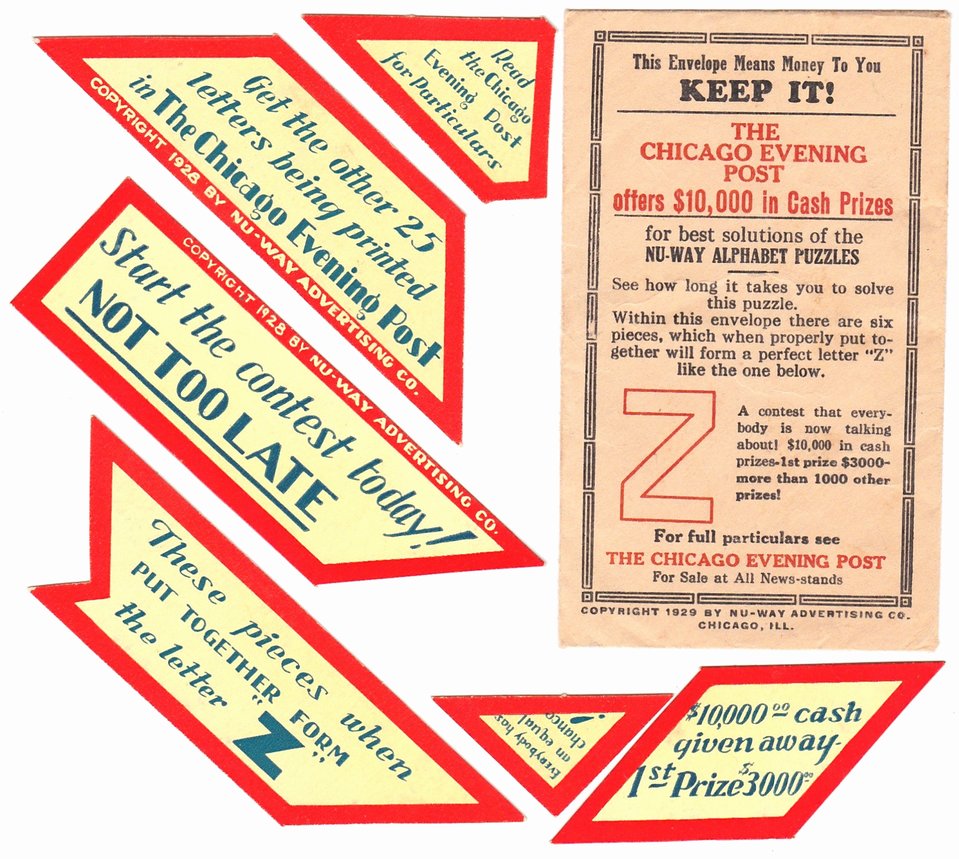 Get the other 25
letters being printed
in The Chicago Evening Post
COPYRIGHT 1928 BY NU-WAY ADVERTISING CO.
Read
the Chicago
Evening Post
for Particulars
COPYRIGHT 1928 BY NU-WAY ADVERTISING CO.
Start the contest today!
NOT TOO LATE
These pieces when
PUT TOGETHER FORM
the letter "Z"
Everybody has
an equal
chance!
$10,000 00 cash
given away-
1st Prize $3000 00
This Envelope Means Money To You
KEEP IT!
THE
CHICAGO EVENING
POST
offers $10,000 in Cash Prizes
for best solutions of the
NU-WAY ALPHABET PUZZLES
See how long it takes you to solve
this puzzle.
Within this envelope there are six
pieces, which when properly put to-
gether will form a perfect letter "Z"
like the one below.
Z
A contest that every-
body is now talking
about! $10,000 in cash
prizes-1st prize $3000-
more than 1000 other
prizes!
For full particulars see
THE CHICAGO EVENING POST
For Sale at All News-stands
COPYRIGHT 1929 BY NU-WAY ADVERTISING CO.
CHICAGO, ILL.